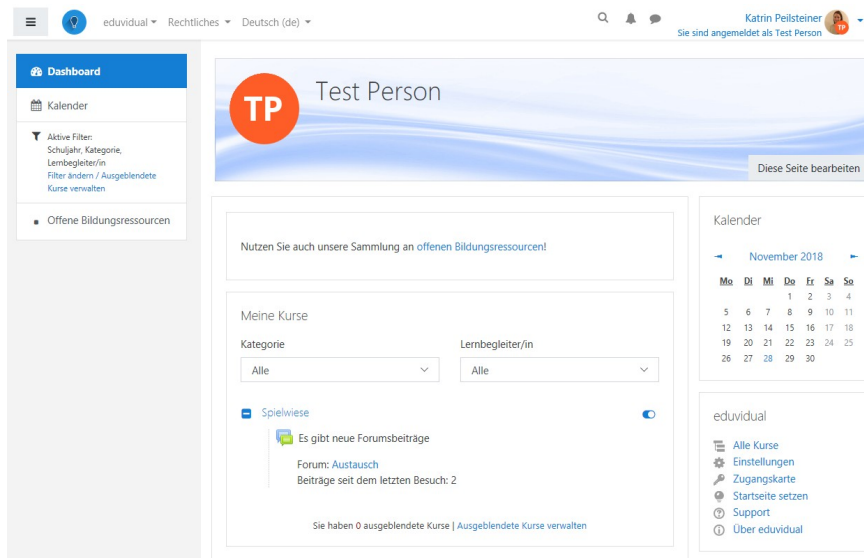 eduvidual
Rechtliches
Deutsch (de)
Katrin Peilsteiner
Sie sind angemeldet als Test Person
TP
Dashboard
Kalender
Aktive Filter:
Schuljahr, Kategorie,
Lernbegleiter/in
Filter ändern / Ausgeblendete
Kurse verwalten
Offene Bildungsressourcen
TP
Test Person
Diese Seite bearbeiten
Nutzen Sie auch unsere Sammlung an offenen Bildungsressourcen!
Meine Kurse
Kategorie
Lernbegleiter/in
Alle
Alle
Spielwiese
Es gibt neue Forumsbeiträge
Forum: Austausch
Beiträge seit dem letzten Besuch: 2
Sie haben 0 ausgeblendete Kurse | Ausgeblendete Kurse verwalten
Kalender
November 2018
Mo Di Mi Do Fr Sa So
1 2 3 4
5 6 7 8 9 10 11
12 13 14 15 16 17 18
19 20 21 22 23 24 25
26 27 28 29 30
eduvidual
Alle Kurse
Einstellungen
Zugangskarte
Startseite setzen
Support
Über eduvidual